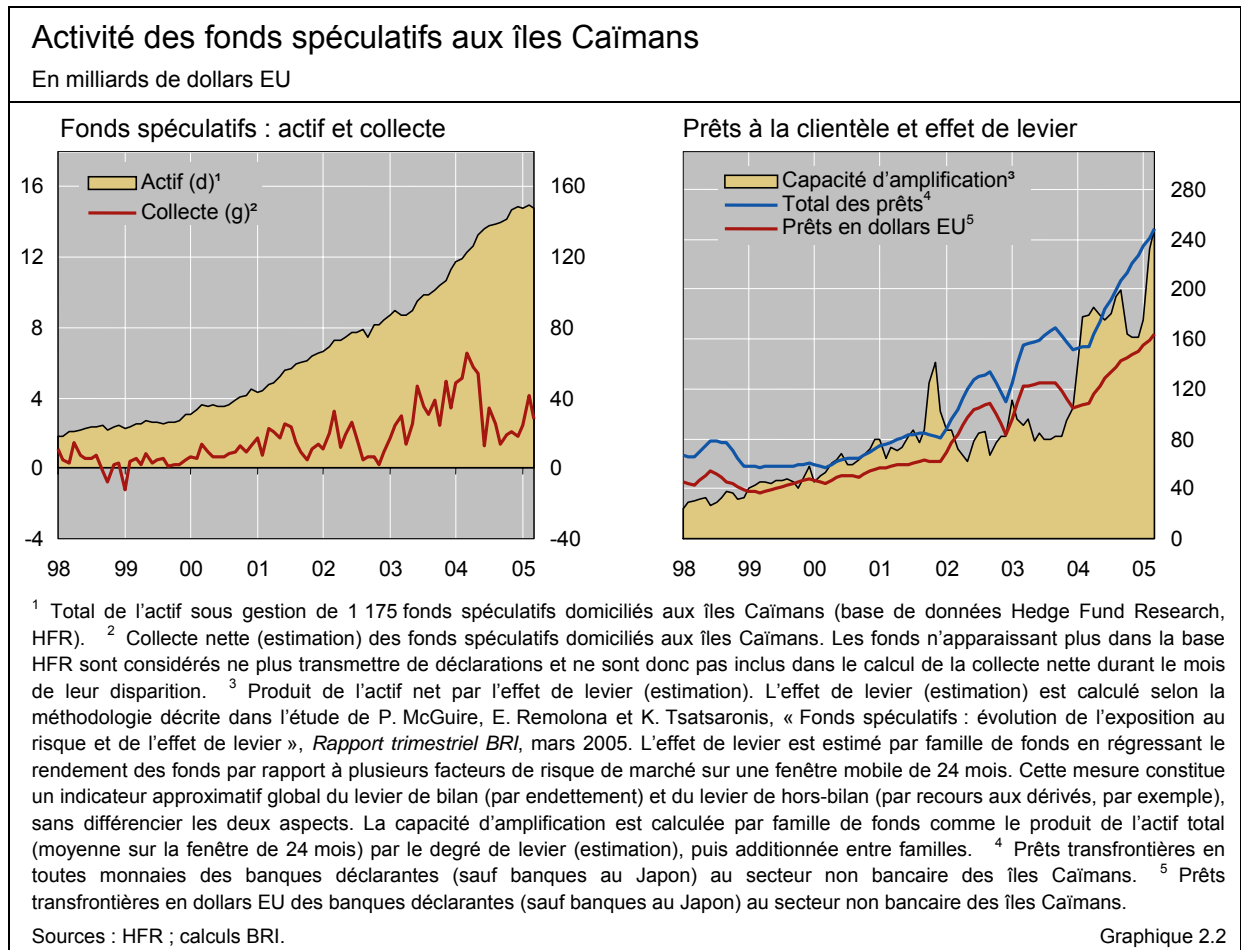 Activité des fonds spéculatifs aux îles Caïmans
En milliards de dollars EU
Fonds spéculatifs : actif et collecte
Actif (d)¹
Collecte (g)²
16
12
8
4
0
-4
160
120
80
40
0
-40
98 99 00 01 02 03 04 05
Prêts à la clientèle et effet de levier
Capacité d'amplification³
Total des prêts⁴
Prêts en dollars EU⁵
280
240
200
160
120
80
40
0
98 99 00 01 02 03 04 05
¹ Total de l'actif sous gestion de 1 175 fonds spéculatifs domiciliés aux îles Caïmans (base de données Hedge Fund Research,
HFR). ² Collecte nette (estimation) des fonds spéculatifs domiciliés aux îles Caïmans. Les fonds n'apparaissant plus dans la base
HFR sont considérés ne plus transmettre de déclarations et ne sont donc pas inclus dans le calcul de la collecte nette durant le mois
de leur disparition. ³ Produit de l'actif net par l'effet de levier (estimation). L'effet de levier (estimation) est calculé selon la
méthodologie décrite dans l'étude de P. McGuire, E. Remolona et K. Tsatsaronis, « Fonds spéculatifs : évolution de l'exposition au
risque et de l'effet de levier », Rapport trimestriel BRI, mars 2005. L'effet de levier est estimé par famille de fonds en régressant le
rendement des fonds par rapport à plusieurs facteurs de risque de marché sur une fenêtre mobile de 24 mois. Cette mesure constitue
un indicateur approximatif global du levier de bilan (par endettement) et du levier de hors-bilan (par recours aux dérivés, par exemple),
sans différencier les deux aspects. La capacité d'amplification est calculée par famille de fonds comme le produit de l'actif total
(moyenne sur la fenêtre de 24 mois) par le degré de levier (estimation), puis additionnée entre familles. ⁴ Prêts transfrontières en
toutes monnaies des banques déclarantes (sauf banques au Japon) au secteur non bancaire des îles Caïmans. ⁵ Prêts
transfrontières en dollars EU des banques déclarantes (sauf banques au Japon) au secteur non bancaire des îles Caïmans.
Sources : HFR ; calculs BRI.
Graphique 2.2